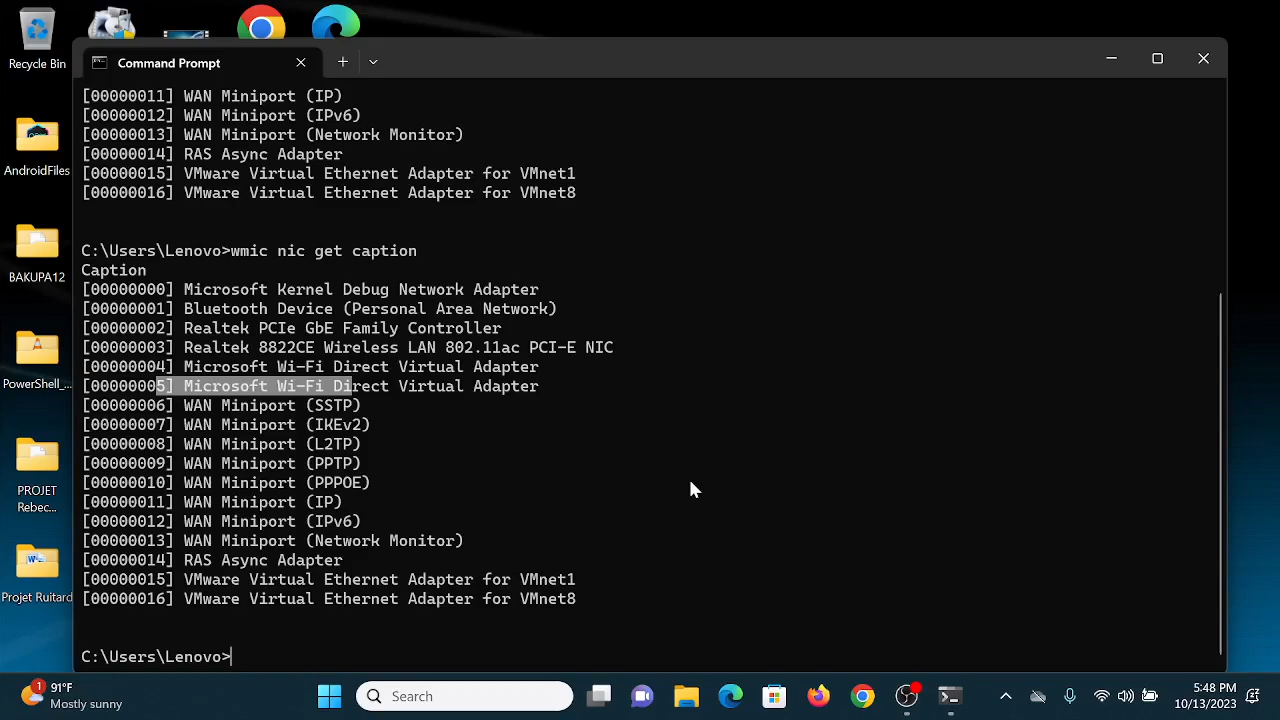 Recycle Bin
AndroidFiles
BAKUPA12
PowerShell_...
PROJET
Rebec...
Projet Ruitard
Command Prompt
[00000011] WAN Miniport (IP)
[00000012] WAN Miniport (IPv6)
[00000013] WAN Miniport (Network Monitor)
[00000014] RAS Async Adapter
[00000015] VMware Virtual Ethernet Adapter for VMnet1
[00000016] VMware Virtual Ethernet Adapter for VMnet8
C:\Users\Lenovo>wmic nic get caption
Caption
[00000000] Microsoft Kernel Debug Network Adapter
[00000001] Bluetooth Device (Personal Area Network)
[00000002] Realtek PCIe GbE Family Controller
[00000003] Realtek 8822CE Wireless LAN 802.11ac PCI-E NIC
[00000004] Microsoft Wi-Fi Direct Virtual Adapter
[00000005] Microsoft Wi-Fi Direct Virtual Adapter
[00000006] WAN Miniport (SSTP)
[00000007] WAN Miniport (IKEv2)
[00000008] WAN Miniport (L2TP)
[00000009] WAN Miniport (PPTP)
[00000010] WAN Miniport (PPPOE)
[00000011] WAN Miniport (IP)
[00000012] WAN Miniport (IPv6)
[00000013] WAN Miniport (Network Monitor)
[00000014] RAS Async Adapter
[00000015] VMware Virtual Ethernet Adapter for VMnet1
[00000016] VMware Virtual Ethernet Adapter for VMnet8
C:\Users\Lenovo>
1
91°F
Mostly sunny
Search
5:48 PM
10/13/2023